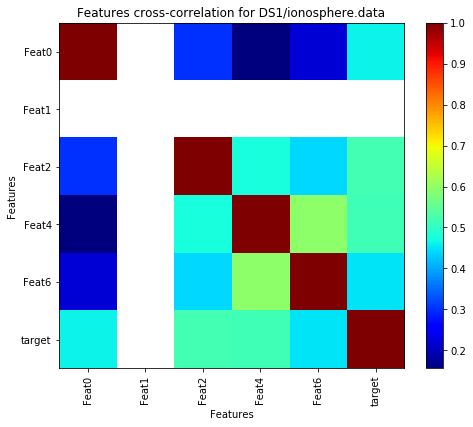 Features cross-correlation for DS1/ionosphere.data
Feat0
Feat1
Feat2
Feat4
Feat6
target
Features
Feat0
Feat1
Feat2
Feat4
Feat6
target
Features
1.0
0.9
0.8
0.7
0.6
0.5
0.4
0.3
0.2